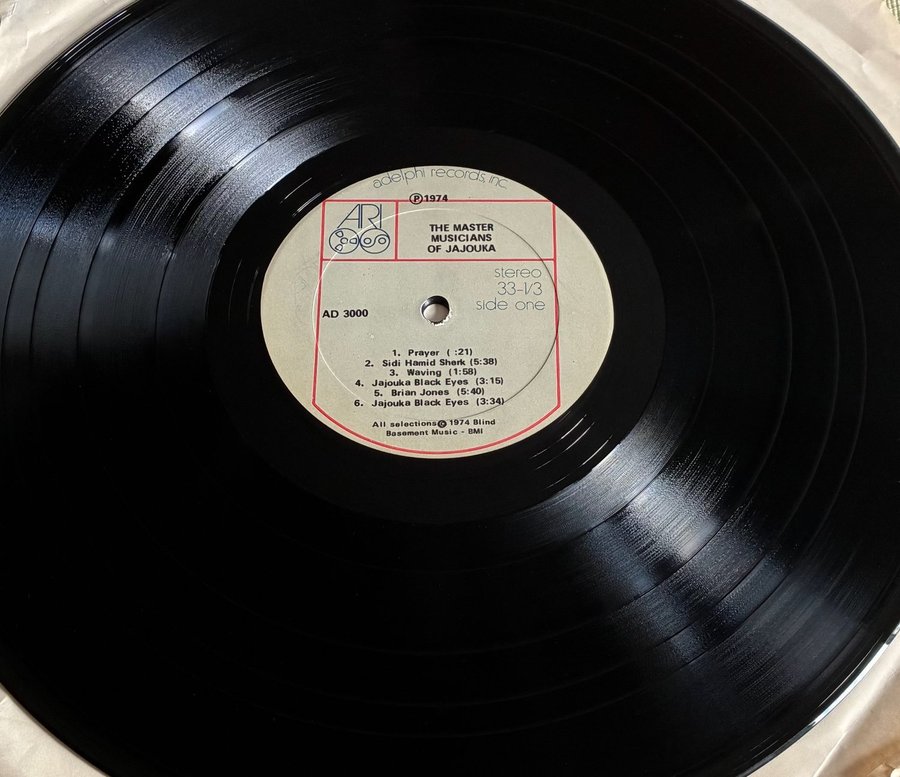 adelphi records, inc.
Ⓟ1974
ARI
THE MASTER
MUSICIANS
OF JAJOUKA
stereo
33-1/3
side one
AD 3000
1. Prayer ( :21)
2. Sidi Hamid Sherk (5:38)
3. Waving (1:58)
4. Jajouka Black Eyes (3:15)
5. Brian Jones (5:40)
6. Jajouka Black Eyes (3:34)
All selections © 1974 Blind
Basement Music - BMI